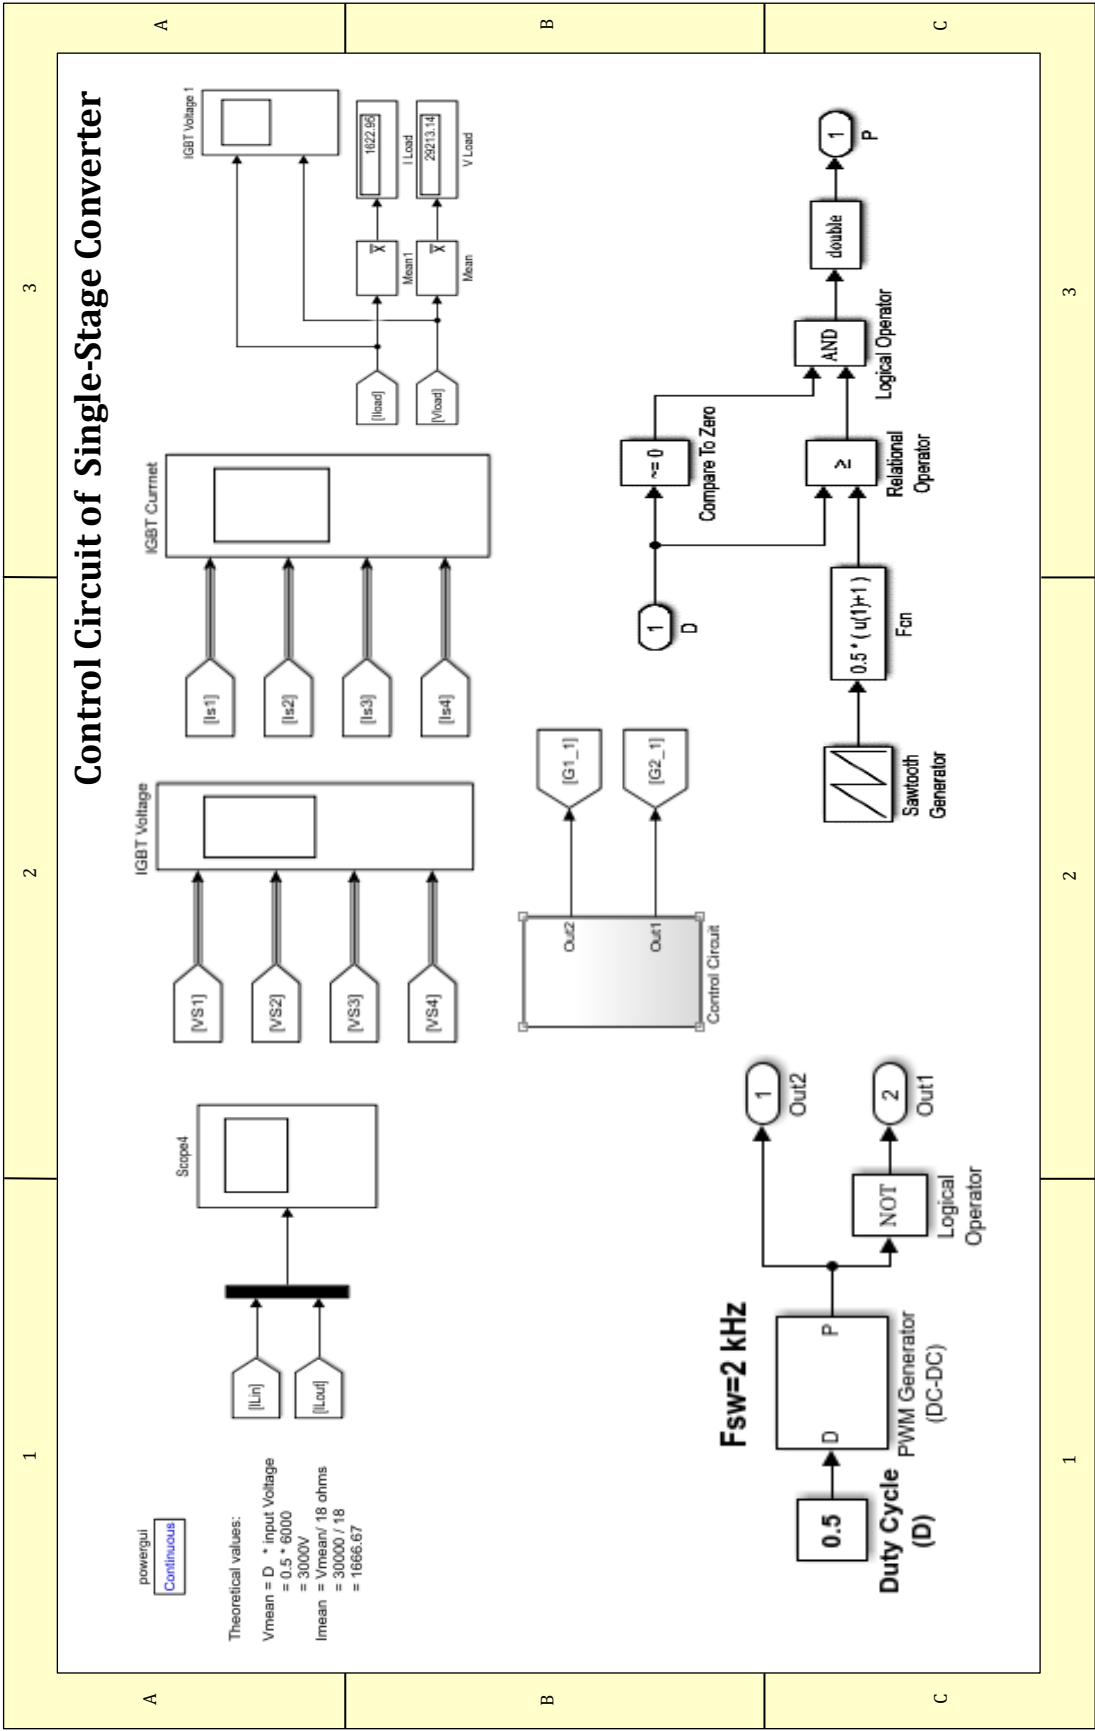 1
2
3
A
A
B
B
C
C
Control Circuit of Single-Stage Converter
powergui
Continuous
Theoretical values:
Vmean = D * input Voltage
= 0.5 * 6000
= 3000V
Imean = Vmean/ 18 ohms
= 30000 / 18
= 1666.67
[ILin]
[ILout]
Scope4
IGBT Voltage
[VS1]
[VS2]
[VS3]
[VS4]
IGBT Currnet
[Is1]
[Is2]
[Is3]
[Is4]
IGBT Voltage 1
[Iload]
[Vload]
X
Mean1
X
Mean
1622.95
I Load
29213.14
V Load
Out2
Out1
Control Circuit
[G1_1]
[G2_1]
Fsw=2 kHz
0.5
Duty Cycle
(D)
D
P
PWM Generator
(DC-DC)
NOT
Logical
Operator
1
Out2
2
Out1
1
D
~= 0
Compare To Zero
Sawtooth
Generator
0.5 * ( u(1)+1 )
Fcn
≥
Relational
Operator
AND
Logical Operator
double
1
P
1
2
3